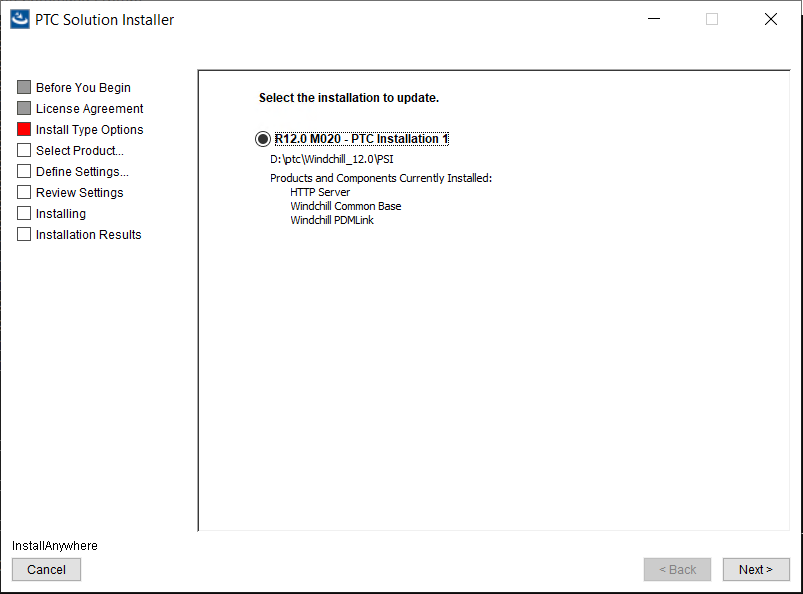 PTC Solution Installer
Before You Begin
License Agreement
Install Type Options
Select Product...
Define Settings...
Review Settings
Installing
Installation Results
Select the installation to update.
R12.0 M020 - PTC Installation 1
D:\ptc\Windchill_12.0\PSI
Products and Components Currently Installed:
HTTP Server
Windchill Common Base
Windchill PDMLink
InstallAnywhere
Cancel
< Back
Next >